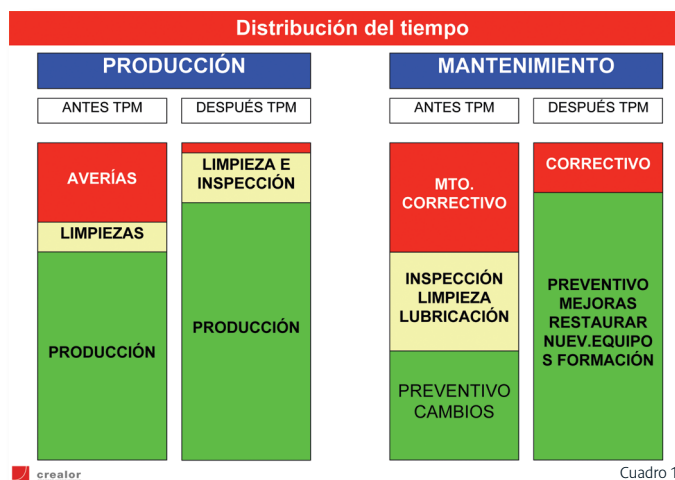 Distribución del tiempo
PRODUCCIÓN
MANTENIMIENTO
ANTES TPM
DESPUÉS TPM
ANTES TPM
DESPUÉS TPM
AVERÍAS
LIMPIEZAS
PRODUCCIÓN
LIMPIEZA E
INSPECCIÓN
PRODUCCIÓN
MTO.
CORRECTIVO
INSPECCIÓN
LIMPIEZA
LUBRICACIÓN
PREVENTIVO
CAMBIOS
CORRECTIVO
PREVENTIVO
MEJORAS
RESTAURAR
NUEV.EQUIPO
S FORMACIÓN
crealor
Cuadro 1